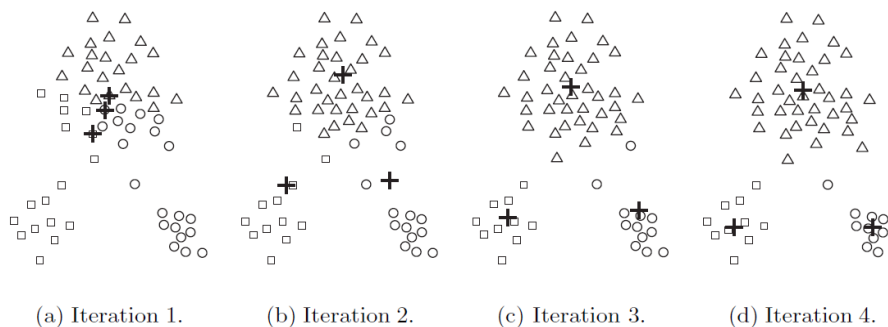 (a) Iteration 1.
(b) Iteration 2.
(c) Iteration 3.
(d) Iteration 4.